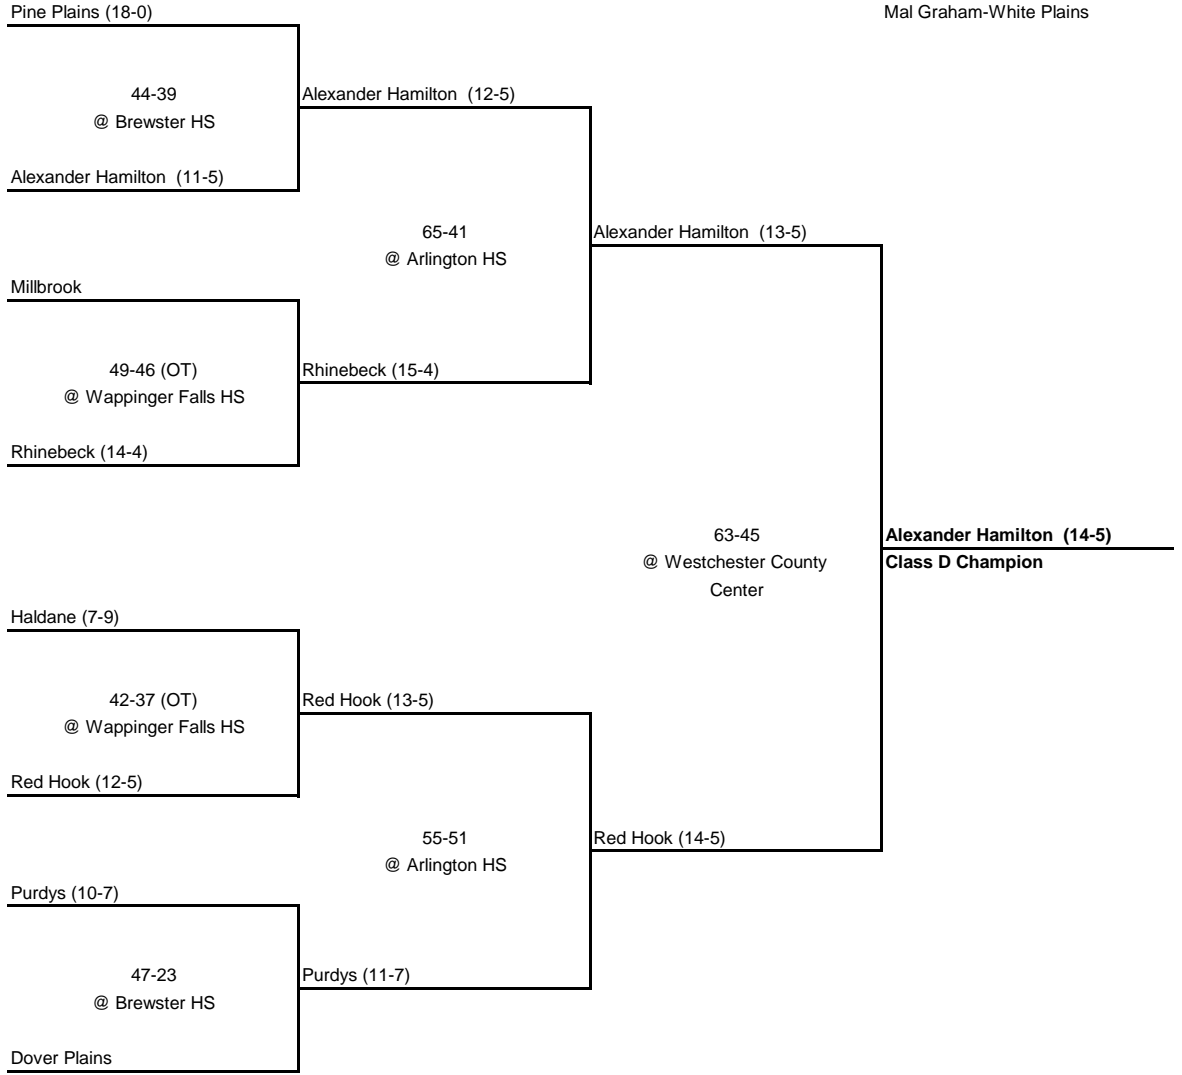 Pine Plains (18-0)
Mal Graham-White Plains
44-39
@ Brewster HS
Alexander Hamilton  (12-5)
Alexander Hamilton  (11-5)
65-41
@ Arlington HS
Alexander Hamilton  (13-5)
Millbrook
49-46 (OT)
@ Wappinger Falls HS
Rhinebeck (15-4)
Rhinebeck (14-4)
63-45
@ Westchester County
Center
Alexander Hamilton  (14-5)
Class D Champion
Haldane (7-9)
42-37 (OT)
@ Wappinger Falls HS
Red Hook (13-5)
Red Hook (12-5)
55-51
@ Arlington HS
Red Hook (14-5)
Purdys (10-7)
47-23
@ Brewster HS
Purdys (11-7)
Dover Plains